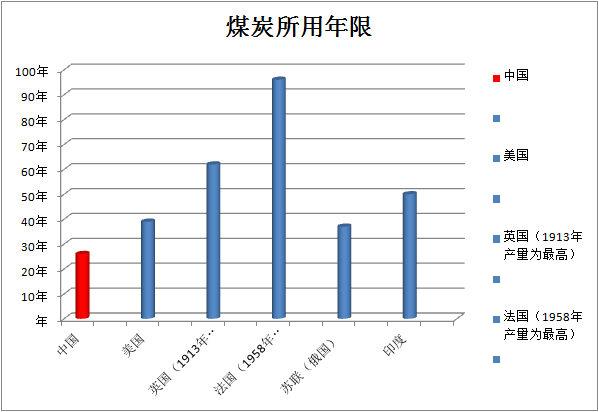 煤炭所用年限
100年
90年
80年
70年
60年
50年
40年
30年
20年
10年
年
中国
美国
英国（1913年..
法国（1958年..
苏联（俄国）
印度
中国
美国
英国（1913年
产量为最高）
法国（1958年
产量为最高）